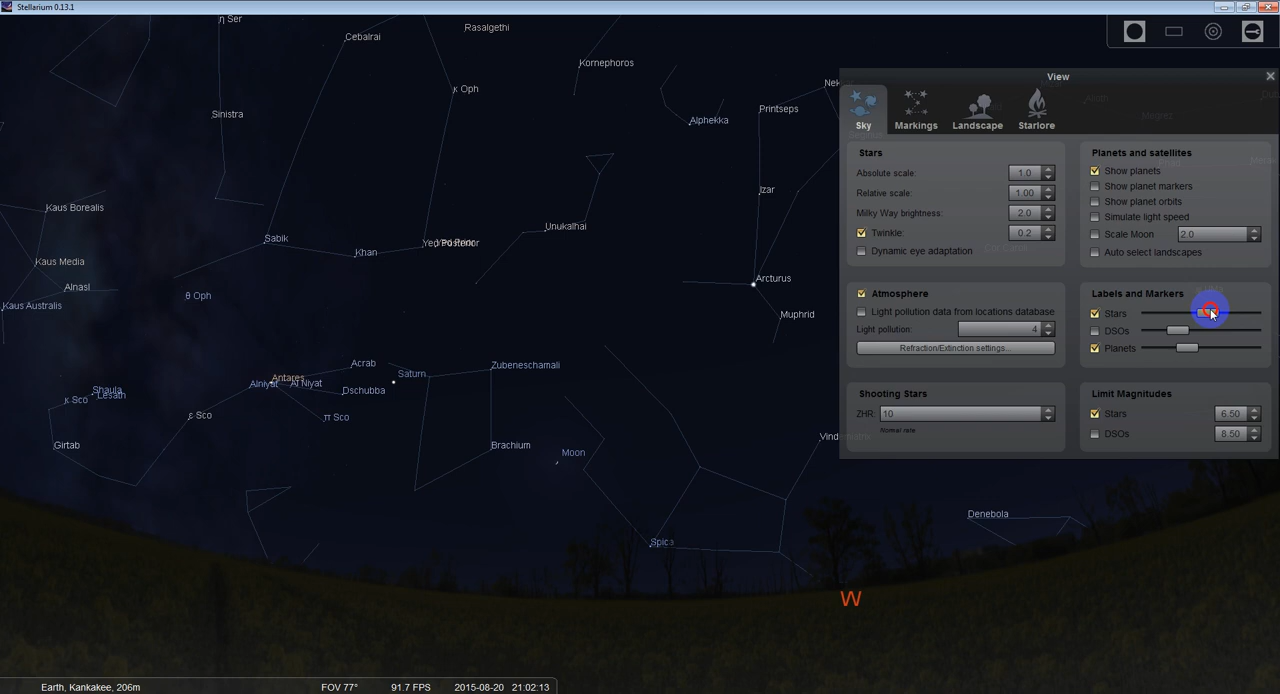 Stellarium 0.13.1
η Ser
Rasalgethi
Cebalrai
Kornephoros
κ Oph
Sinistra
Alphekka
Printseps
Izar
Kaus Borealis
Unukalhai
Sabik
Khan
Kaus Media
Alnasl
Kaus Australis
θ Oph
Arcturus
Muphrid
Acrab
Zubeneschamali
Antares
Alniyat
Al Niyat
Saturn
Dschubba
Shaula
Lesath
κ Sco
ε Sco
π Sco
Girtab
Brachium
Moon
Denebola
Spica
W
View
Sky
Markings
Landscape
Starlore
Stars
Absolute scale: 1.0
Relative scale: 1.00
Milky Way brightness: 2.0
Twinkle: 0.2
Dynamic eye adaptation
Planets and satellites
Show planets
Show planet markers
Show planet orbits
Simulate light speed
Scale Moon 2.0
Auto select landscapes
Atmosphere
Light pollution data from locations database
Light pollution: 4
Refraction/Extinction settings...
Labels and Markers
Stars
DSOs
Planets
Shooting Stars
ZHR: 10
Normal rate
Limit Magnitudes
Stars 6.50
DSOs 8.50
Earth, Kankakee, 206m
FOV 77°
91.7 FPS
2015-08-20 21:02:13